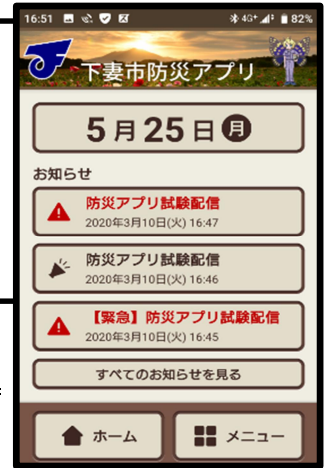 16:51 4G+ 82%
下妻市防災アプリ
5月25日月
お知らせ
防災アプリ試験配信
2020年3月10日(火) 16:47
防災アプリ試験配信
2020年3月10日(火) 16:46
【緊急】防災アプリ試験配信
2020年3月10日(火) 16:45
すべてのお知らせを見る
ホーム メニュー